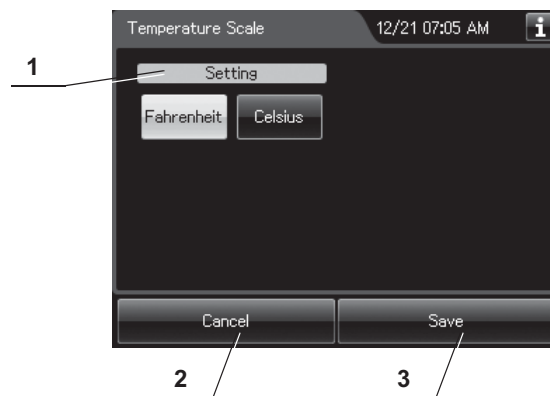 Temperature Scale 12/21 07:05 AM i
1
Setting
Fahrenheit Celsius
Cancel Save
2 3